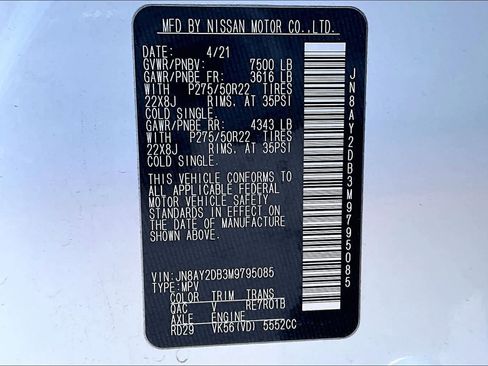 MFD BY NISSAN MOTOR CO.,LTD.
DATE: 4/21
GVWR/PNBV: 7500 LB
GAWR/PNBE FR: 3616 LB
WITH P275/50R22 TIRES
22X8J RIMS, AT 35PSI
COLD SINGLE.
GAWR/PNBE RR: 4343 LB
WITH P275/50R22 TIRES
22X8J RIMS, AT 35PSI
COLD SINGLE.
THIS VEHICLE CONFORMS TO
ALL APPLICABLE FEDERAL
MOTOR VEHICLE SAFETY
STANDARDS IN EFFECT ON
THE DATE OF MANUFACTURE
SHOWN ABOVE.
VIN: JN8AY2DB3M9795085
TYPE: MPV
COLOR TRIM TRANS
QAC V RE7R01B
AXLE ENGINE
RD29 VK56(VD) 5552CC
JN8AY2DB3M9795085